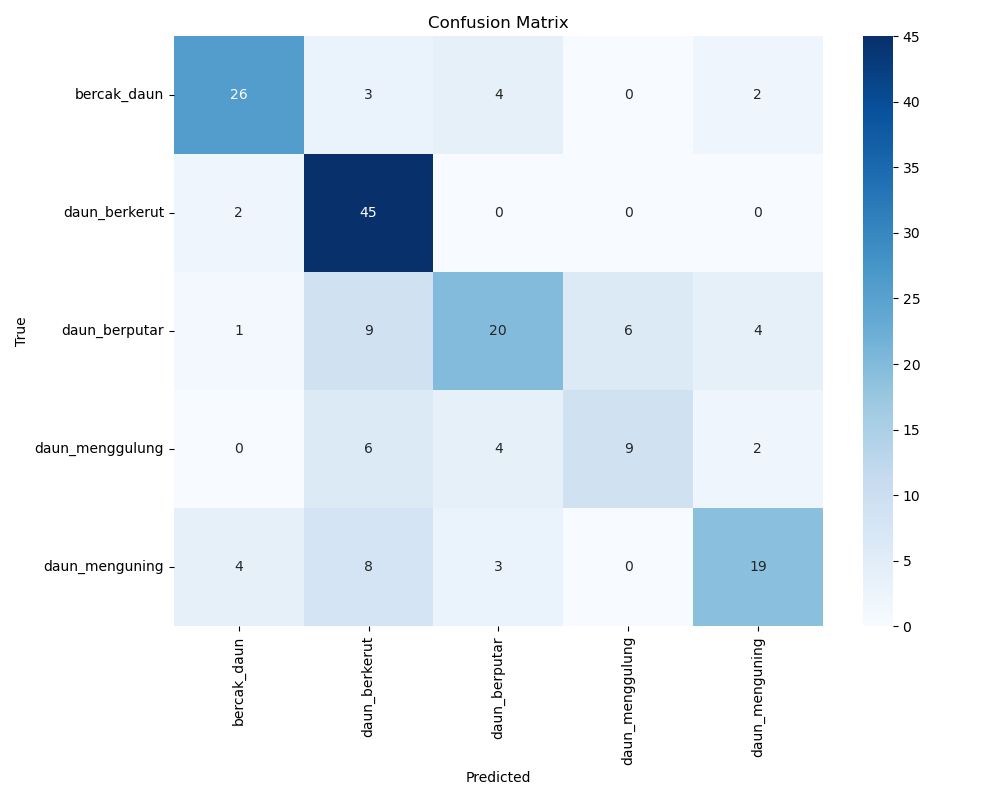 Confusion Matrix
True
bercak_daun 26 3 4 0 2
daun_berkerut 2 45 0 0 0
daun_berputar 1 9 20 6 4
daun_menggulung 0 6 4 9 2
daun_menguning 4 8 3 0 19
bercak_daun daun_berkerut daun_berputar daun_menggulung daun_menguning
Predicted
45
40
35
30
25
20
15
10
5
0